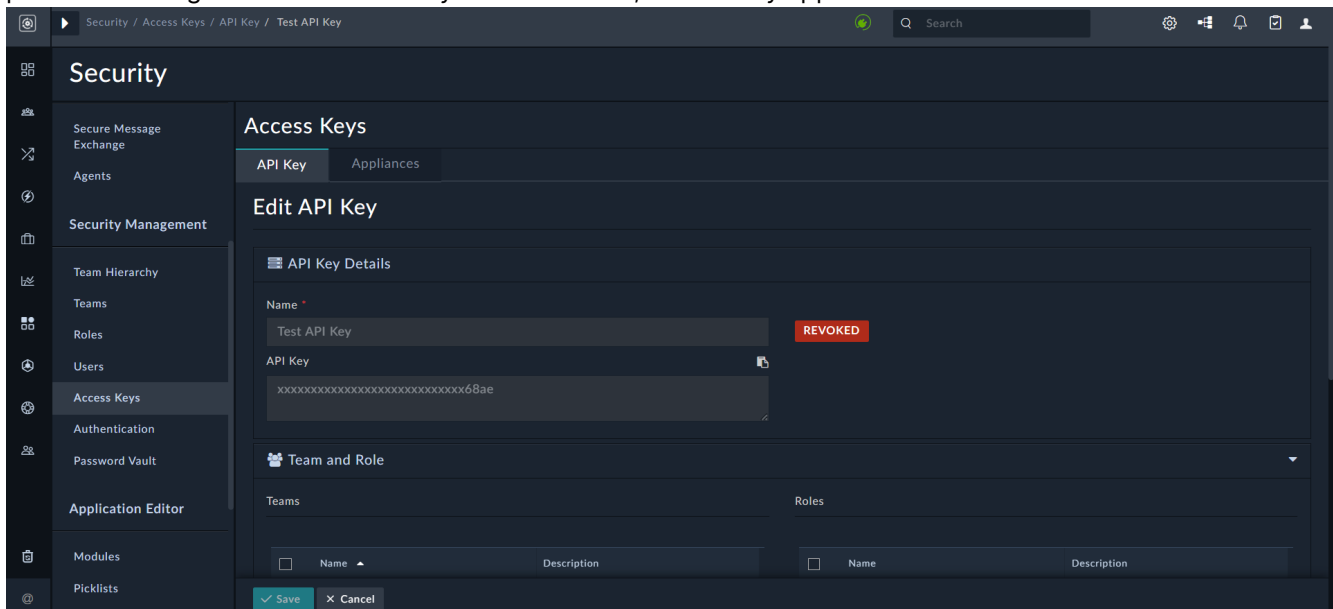 Security / Access Keys / API Key / Test API Key
Search
Security
Secure Message
Exchange
Agents
Security Management
Team Hierarchy
Teams
Roles
Users
Access Keys
Authentication
Password Vault
Application Editor
Modules
Picklists
@
Access Keys
API Key
Appliances
Edit API Key
API Key Details
Name *
Test API Key
REVOKED
API Key
xxxxxxxxxxxxxxxxxxxxxxxxxxxx68ae
Team and Role
Teams
Roles
Name
Description
Name
Description
Save
Cancel